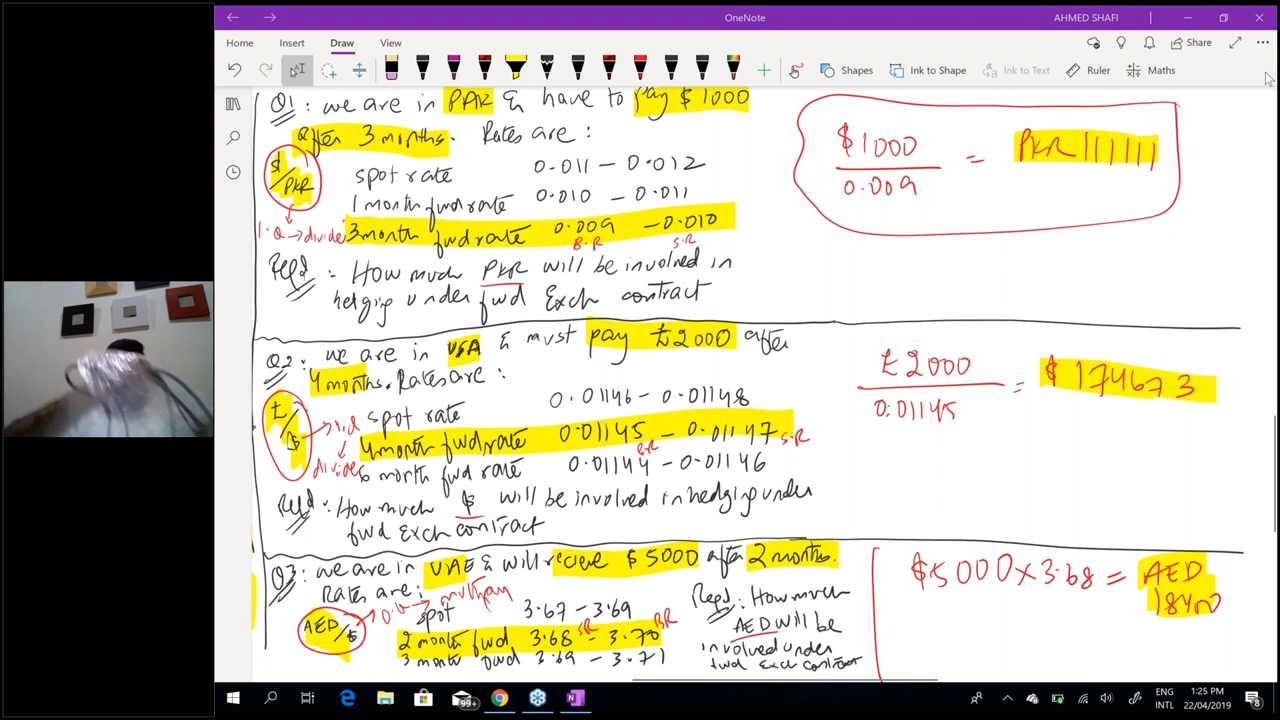 OneNote
AHMED SHAFI
Home Insert Draw View
Share
Shapes Ink to Shape Ink to Text Ruler Maths
Q1: we are in PAK & have to pay $1000
after 3 months. Rates are:
$/PKR
spot rate 0.011 – 0.012
1 month fwd rate 0.010 – 0.011
1.Q → divide
3 month fwd rate 0.009 – 0.010
B.R S.R
Reqd: How much PKR will be involved in
hedging under fwd Exch contract
$1000 / 0.009 = PKR 111111
Q2: we are in USA & must pay £2000 after
4 months. Rates are:
£/$
spot rate 0.01146 – 0.01148
4 month fwd rate 0.01145 – 0.01147
B.R S.R
divide
6 month fwd rate 0.01144 – 0.01146
Reqd: How much $ will be involved in hedging under
fwd Exch contract
£2000 / 0.01145 = $174673
Q3: we are in UAE & will recieve $5000 after 2 months.
Rates are:
AED/$
spot 3.67 – 3.69
2 month fwd 3.68 – 3.70
SR BR
3 month fwd 3.69 – 3.71
Reqd: How much
AED will be
involved under
fwd Exch contract
$5000 x 3.68 = AED
18400
99+
ENG
INTL
1:25 PM
22/04/2019
8